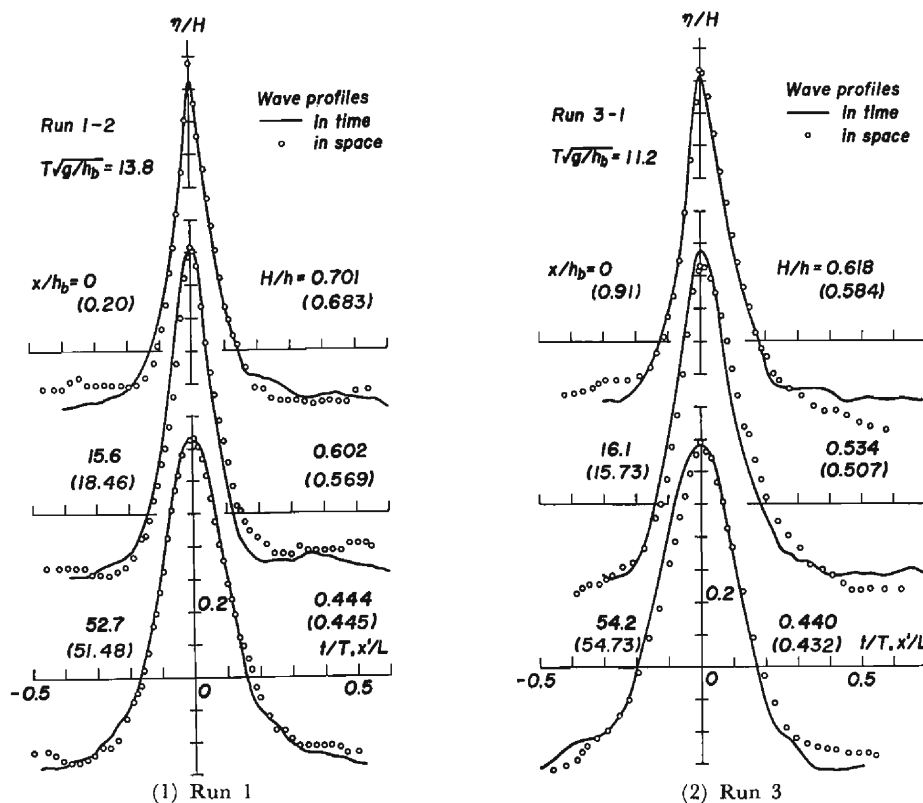 η/H
Run 1-2
T√g/h_b = 13.8
Wave profiles
in time
in space
x/h_b = 0
(0.20)
H/h = 0.701
(0.683)
15.6
(18.46)
0.602
(0.569)
0.2
52.7
(51.48)
0.444
(0.445)
t/T, x'/L
-0.5
0
0.5
(1) Run 1
η/H
Run 3-1
T√g/h_b = 11.2
Wave profiles
In time
in space
x/h_b = 0
(0.91)
H/h = 0.618
(0.584)
16.1
(15.73)
0.534
(0.507)
0.2
54.2
(54.73)
0.440
(0.432)
t/T, x'/L
-0.5
0
0.5
(2) Run 3